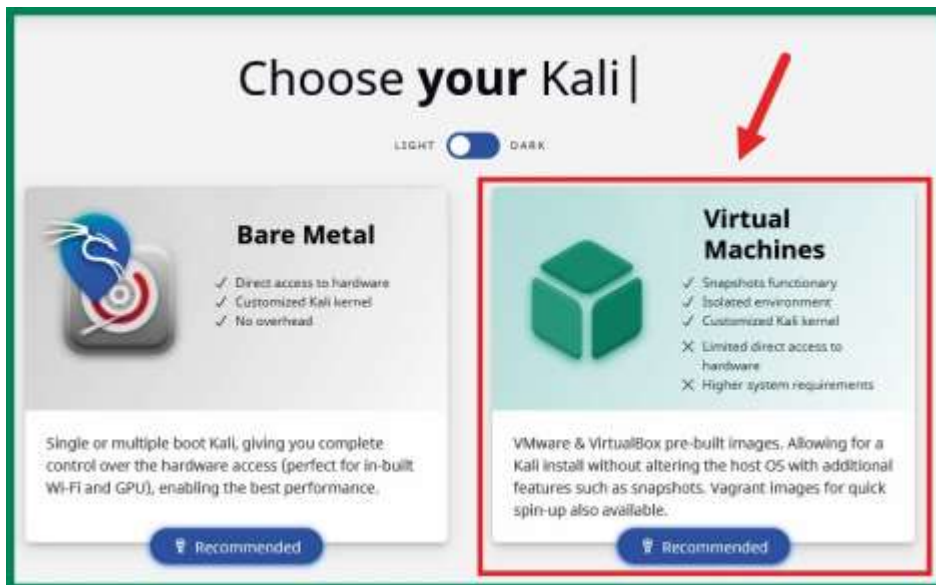 Choose your Kali|
LIGHT DARK
Bare Metal
✓ Direct access to hardware
✓ Customized Kali kernel
✓ No overhead
Single or multiple boot Kali, giving you complete
control over the hardware access (perfect for in-built
Wi-Fi and GPU), enabling the best performance.
Recommended
Virtual
Machines
✓ Snapshots functionary
✓ Isolated environment
✓ Customized Kali kernel
✕ Limited direct access to
hardware
✕ Higher system requirements
VMware & VirtualBox pre-built images. Allowing for a
Kali install without altering the host OS with additional
features such as snapshots. Vagrant images for quick
spin-up also available.
Recommended